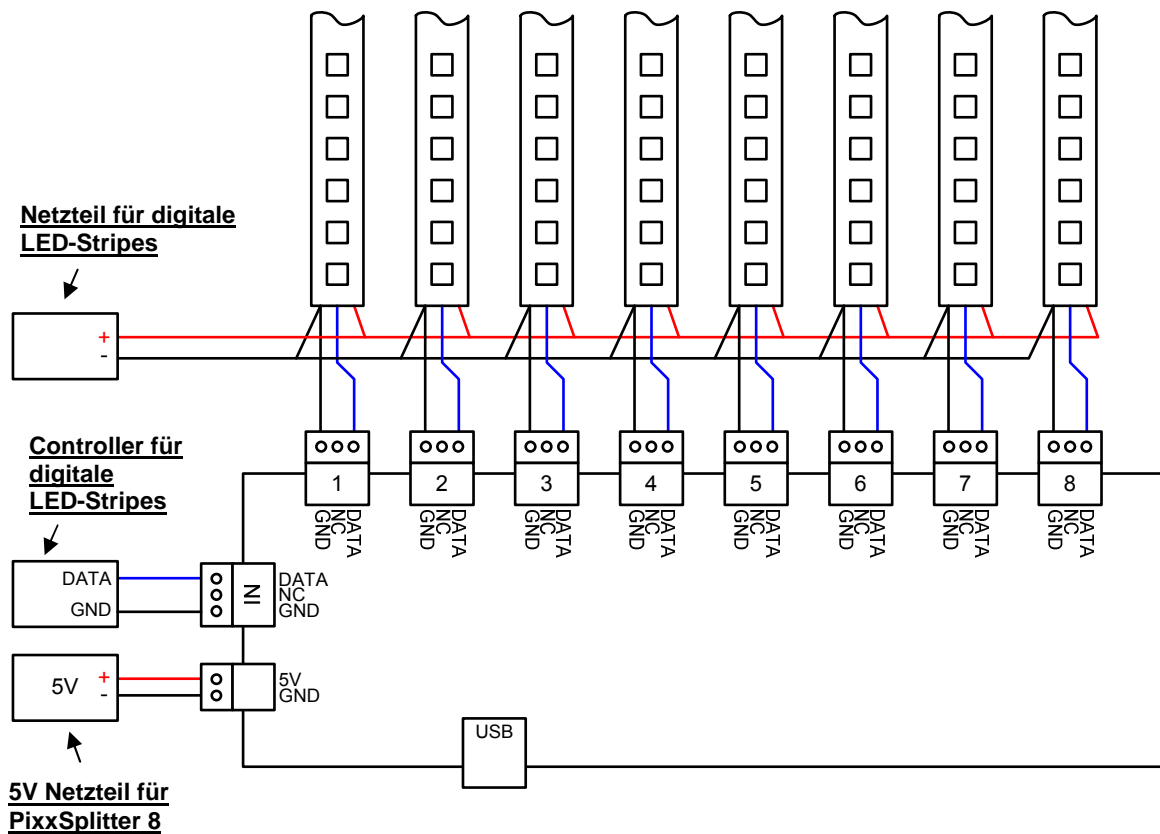 Netzteil für digitale
LED-Stripes
+
-
Controller für
digitale
LED-Stripes
1
2
3
4
5
6
7
8
GND
NC
DATA
GND
NC
DATA
GND
NC
DATA
GND
NC
DATA
GND
NC
DATA
GND
NC
DATA
GND
NC
DATA
GND
NC
DATA
DATA
GND
IN
DATA
NC
GND
5V
+
-
5V
GND
USB
5V Netzteil für
PixxSplitter 8